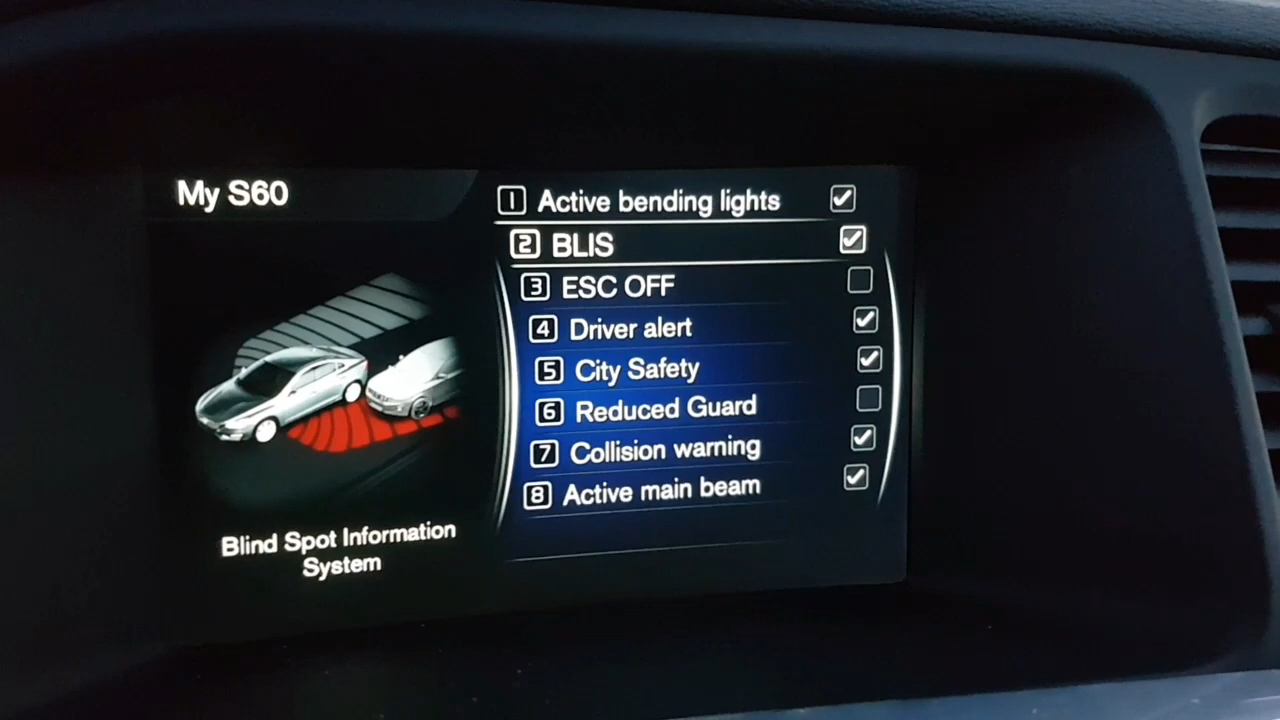 My S60
1 Active bending lights
2 BLIS
3 ESC OFF
4 Driver alert
5 City Safety
6 Reduced Guard
7 Collision warning
8 Active main beam
Blind Spot Information
System